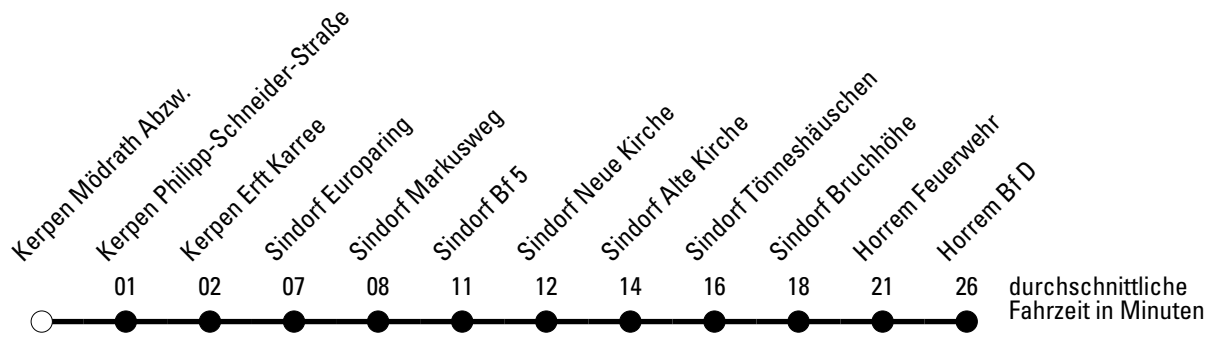 Kerpen Mödrath Abzw.
Kerpen Philipp-Schneider-Straße
Kerpen Erft Karree
Sindorf Europaring
Sindorf Markusweg
Sindorf Bf 5
Sindorf Neue Kirche
Sindorf Alte Kirche
Sindorf Tönneshäuschen
Sindorf Bruchhöhe
Horrem Feuerwehr
Horrem Bf D
01 02 07 08 11 12 14 16 18 21 26
durchschnittliche
Fahrzeit in Minuten